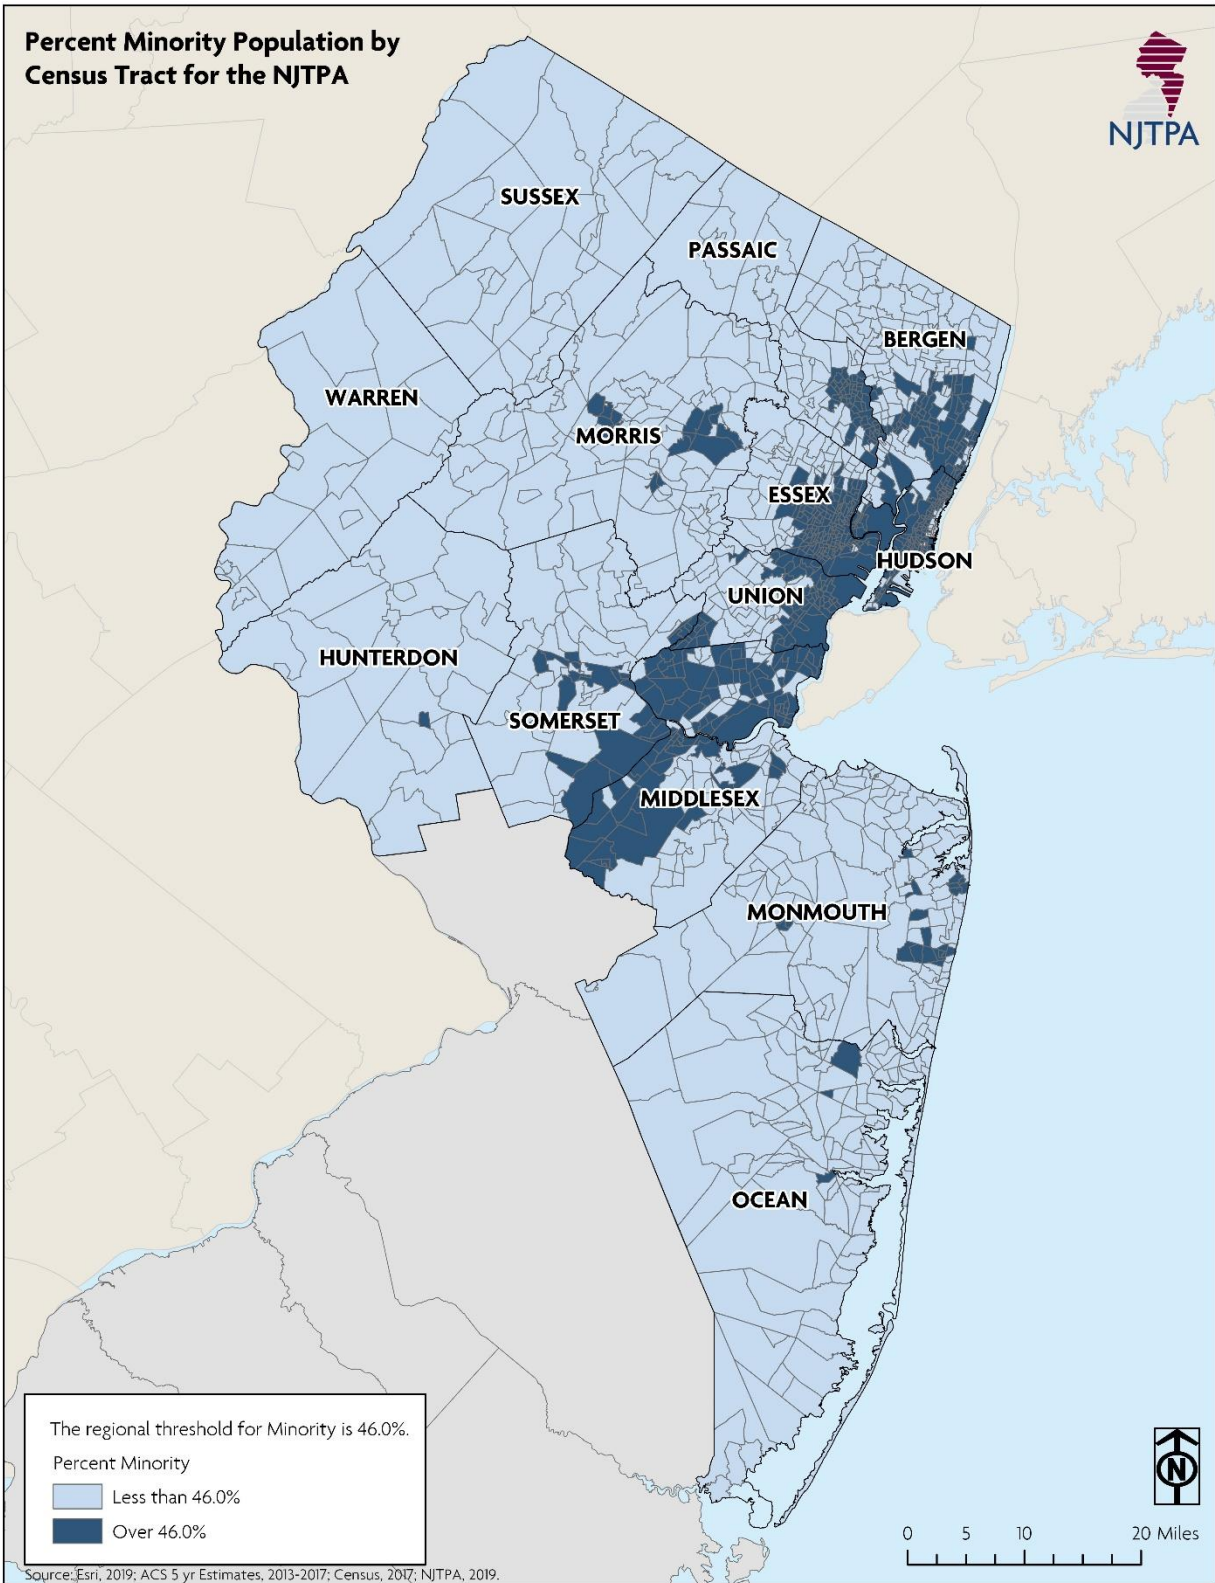 Percent Minority Population by
Census Tract for the NJTPA
NJTPA
SUSSEX
PASSAIC
BERGEN
WARREN
MORRIS
ESSEX
HUDSON
UNION
HUNTERDON
SOMERSET
MIDDLESEX
MONMOUTH
OCEAN
The regional threshold for Minority is 46.0%.
Percent Minority
Less than 46.0%
Over 46.0%
N
0 5 10 20 Miles
Source: Esri, 2019; ACS 5 yr Estimates, 2013-2017; Census, 2017; NJTPA, 2019.